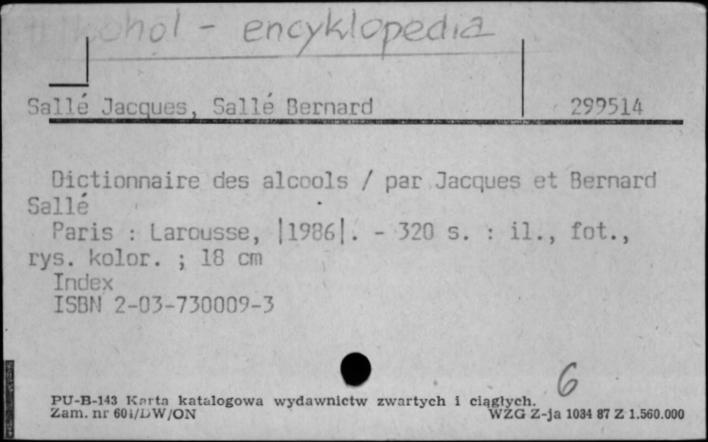 alkohol - encyklopedia
Sallé Jacques, Sallé Bernard 299514
Dictionnaire des alcools / par Jacques et Bernard
Sallé
Paris : Larousse, |1986|. - 320 s. : il., fot.,
rys. kolor. ; 18 cm
Index
ISBN 2-03-730009-3
6
PU-B-143 Karta katalogowa wydawnictw zwartych i ciągłych.
Zam. nr 601/DW/ON WZG Z-ja 1034 87 Z 1.560.000